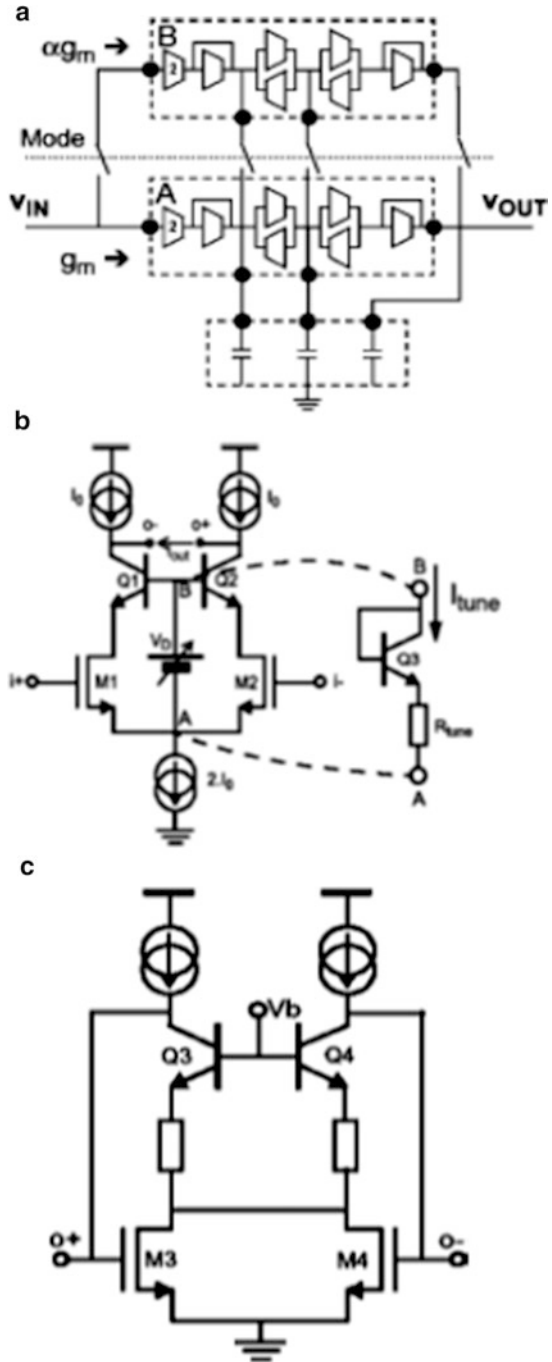 a
B
αgm
2
Mode
vIN
vOUT
A
gm
2
b
I0
I0
o-
o+
Iout
Q1
B
Q2
B
Itune
VD
Q3
i+
M1
M2
i-
Rtune
A
A
2.I0
c
Vb
Q3
Q4
o+
M3
M4
o-